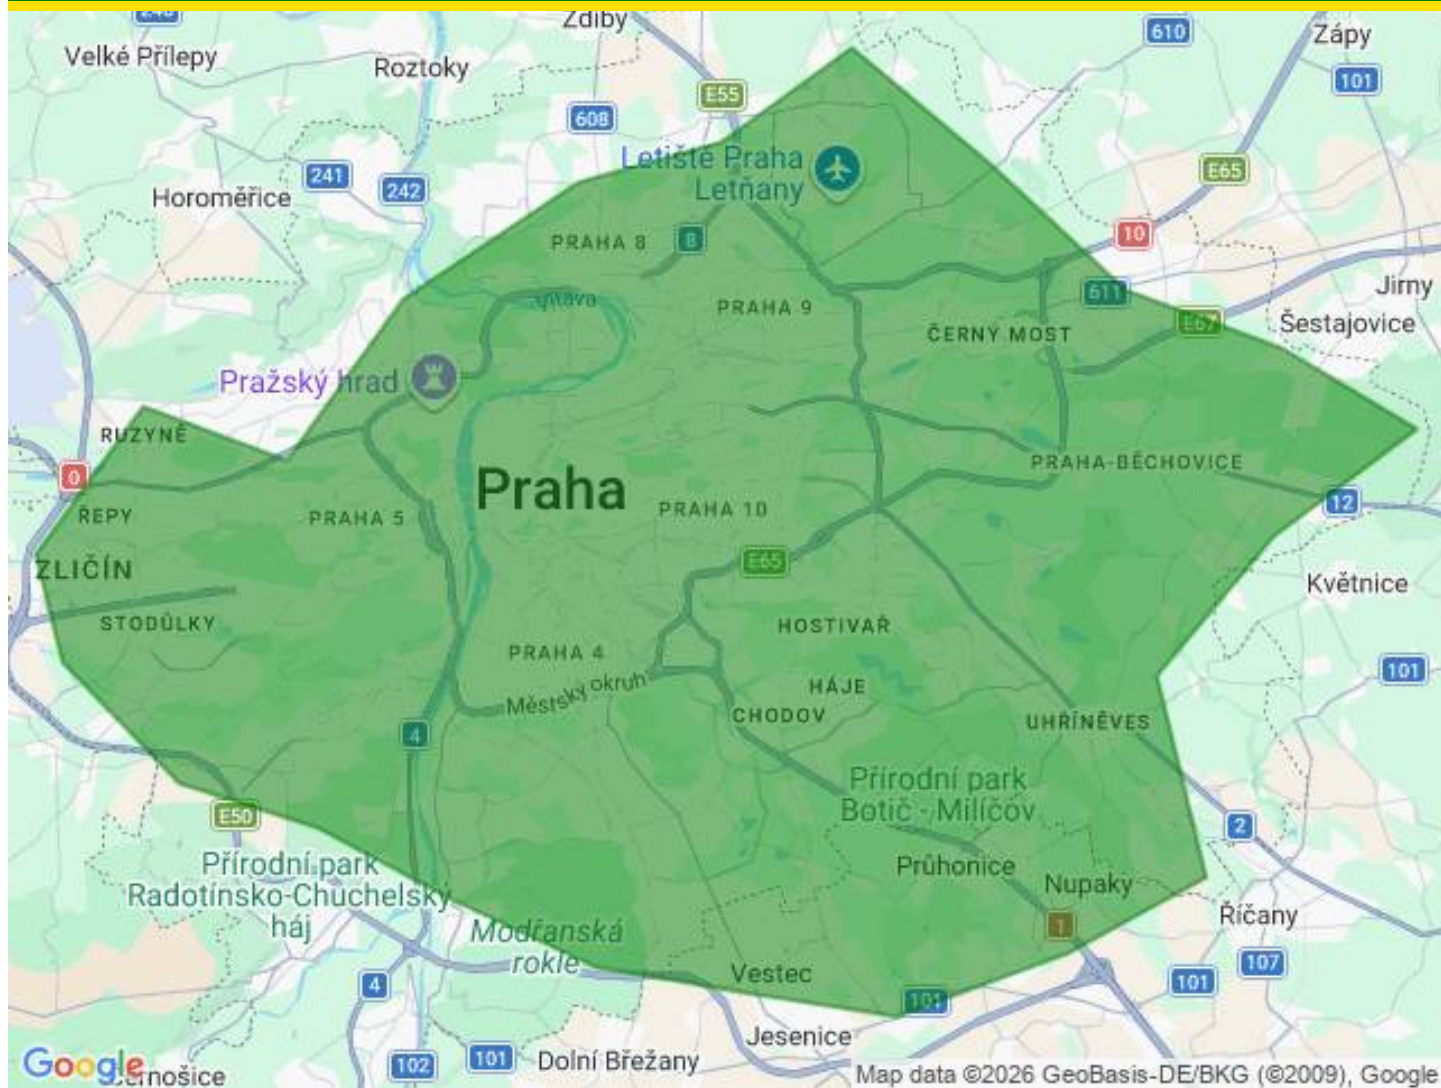 Zdiby
610
Zápy
Velké Přílepy
Roztoky
101
E55
608
Letiště Praha
Letňany
241
242
E65
Horoměřice
10
PRAHA 8
8
Jirny
611
Vltava
PRAHA 9
E67
Šestajovice
ČERNÝ MOST
Pražský hrad
RUZYNĚ
PRAHA-BĚCHOVICE
0
Praha
12
ŘEPY
PRAHA 5
PRAHA 10
E65
ZLIČÍN
Květnice
STODŮLKY
HOSTIVAŘ
PRAHA 4
101
Městský okruh
HÁJE
CHODOV
UHŘÍNĚVES
4
Přírodní park
Botič - Milíčov
E50
2
Přírodní park
Radotínsko-Chuchelský
háj
Průhonice
Nupaky
Říčany
1
Modřanská
rokle
Vestec
107
4
101
101
Jesenice
101
Dolní Břežany
102
Google
Map data ©2026 GeoBasis-DE/BKG (©2009), Google